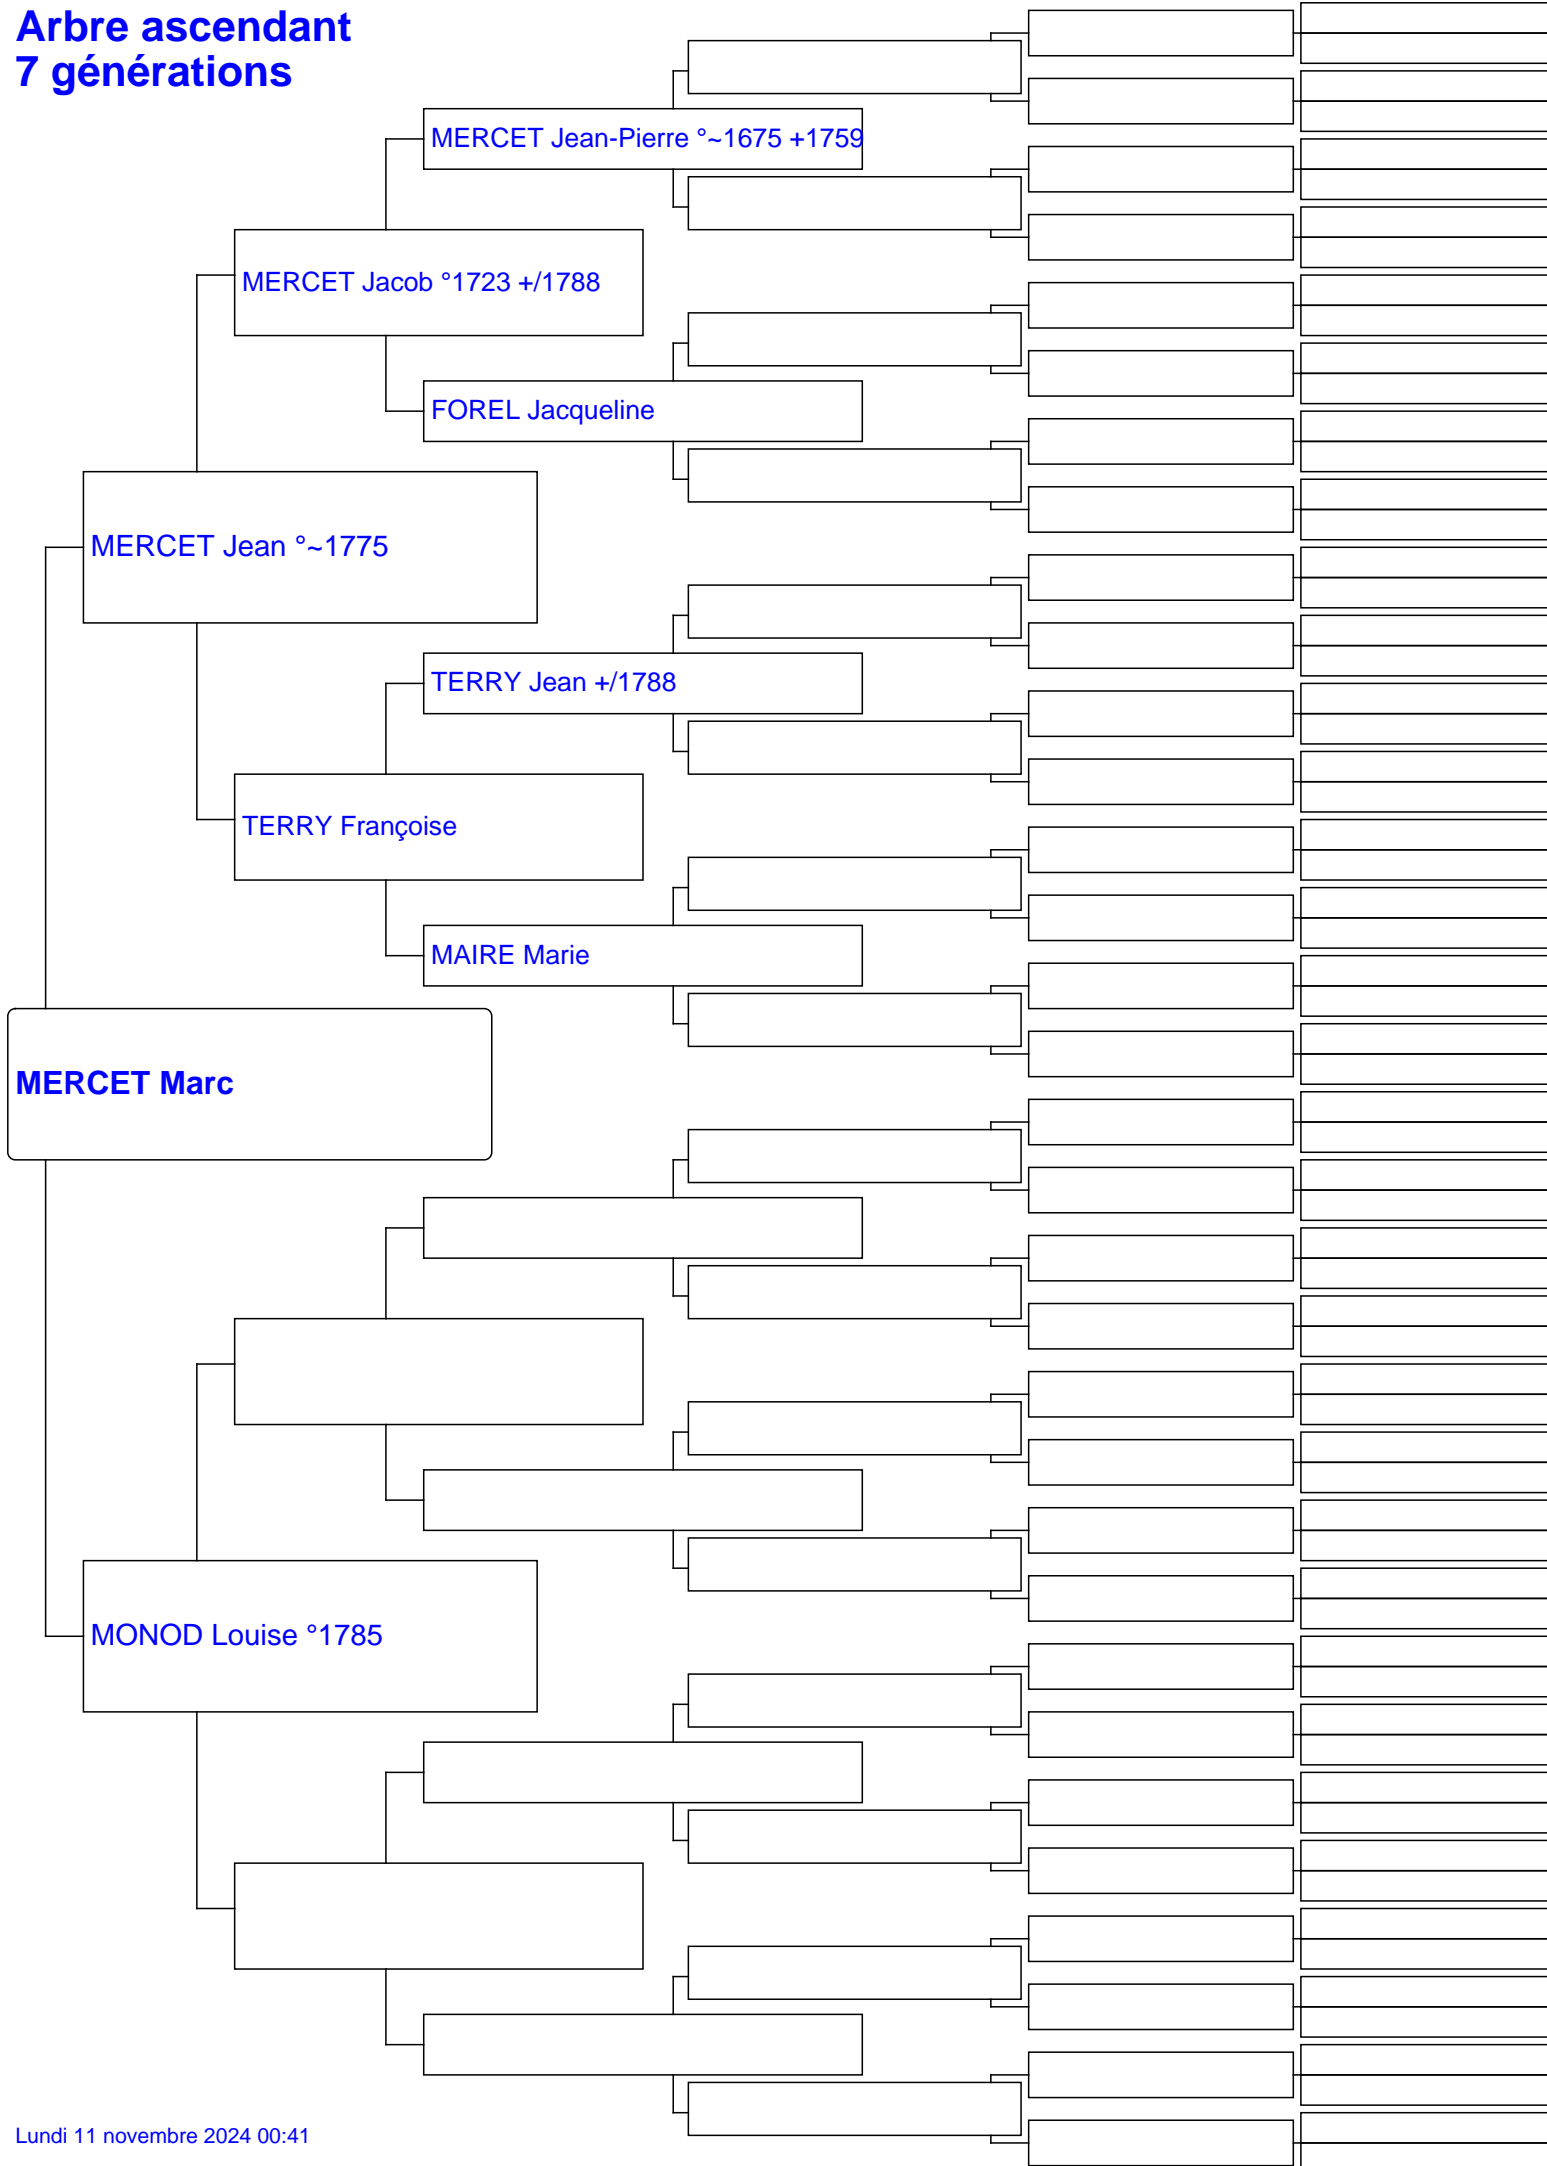 Arbre ascendant
7 générations
MERCET Jean-Pierre °~1675 +1759
MERCET Jacob °1723 +/1788
FOREL Jacqueline
MERCET Jean °~1775
TERRY Jean +/1788
TERRY Françoise
MAIRE Marie
MERCET Marc
MONOD Louise °1785
Lundi 11 novembre 2024 00:41